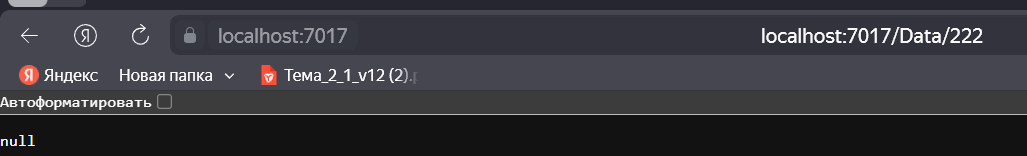 localhost:7017 localhost:7017/Data/222
Яндекс Новая папка Тема_2_1_v12 (2).
Автоформатировать
null